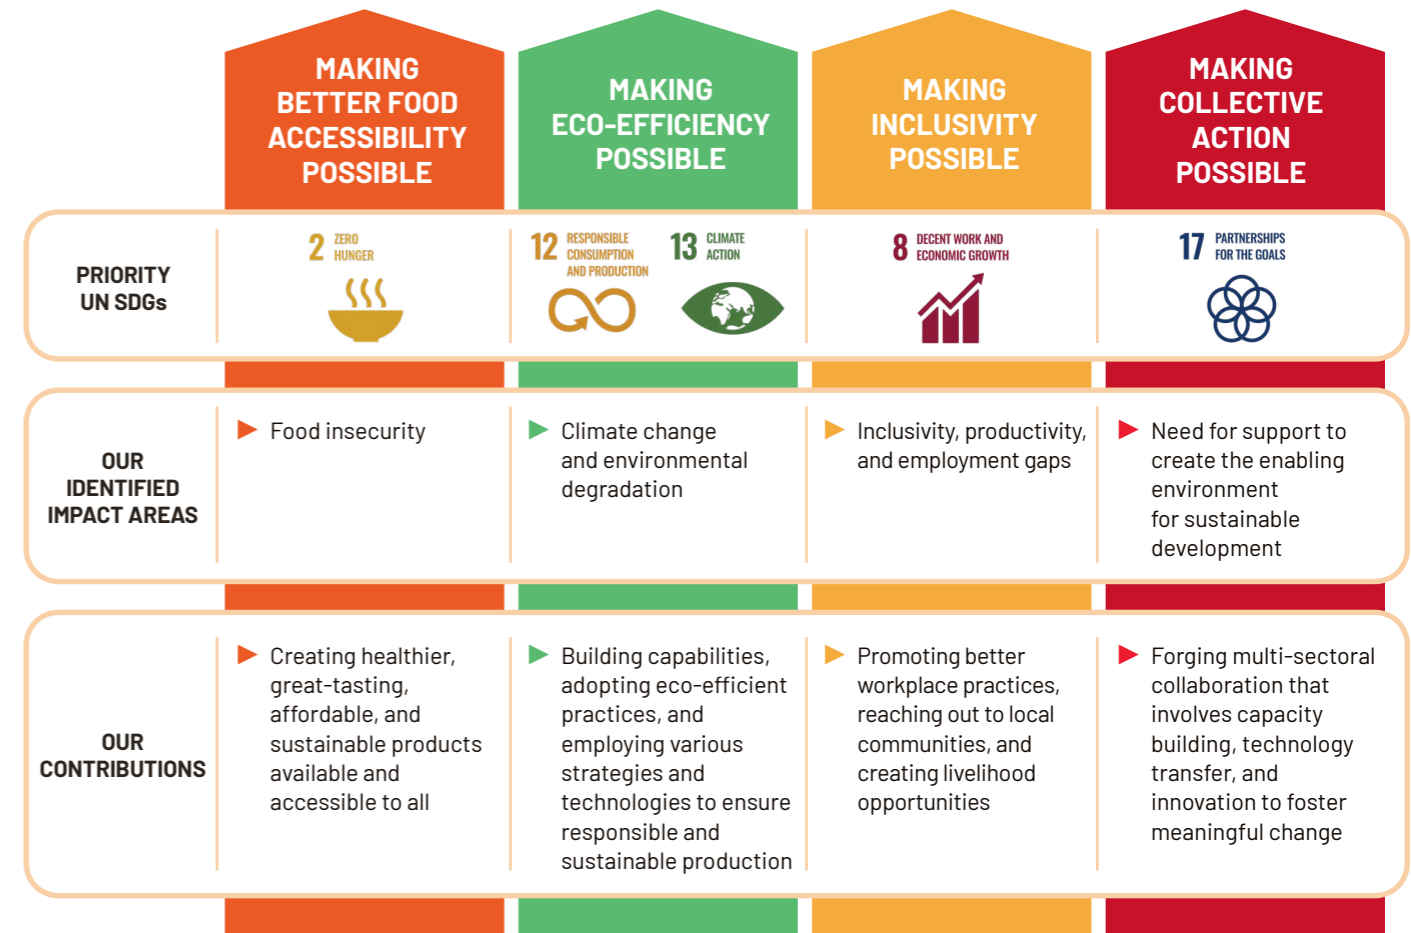 MAKING
BETTER FOOD
ACCESSIBILITY
POSSIBLE
MAKING
ECO-EFFICIENCY
POSSIBLE
MAKING
INCLUSIVITY
POSSIBLE
MAKING
COLLECTIVE
ACTION
POSSIBLE
PRIORITY
UN SDGs
2 ZERO
HUNGER
12 RESPONSIBLE
CONSUMPTION
AND PRODUCTION
13 CLIMATE
ACTION
8 DECENT WORK AND
ECONOMIC GROWTH
17 PARTNERSHIPS
FOR THE GOALS
OUR
IDENTIFIED
IMPACT AREAS
Food insecurity
Climate change
and environmental
degradation
Inclusivity, productivity,
and employment gaps
Need for support to
create the enabling
environment
for sustainable
development
OUR
CONTRIBUTIONS
Creating healthier,
great-tasting,
affordable, and
sustainable products
available and
accessible to all
Building capabilities,
adopting eco-efficient
practices, and
employing various
strategies and
technologies to ensure
responsible and
sustainable production
Promoting better
workplace practices,
reaching out to local
communities, and
creating livelihood
opportunities
Forging multi-sectoral
collaboration that
involves capacity
building, technology
transfer, and
innovation to foster
meaningful change